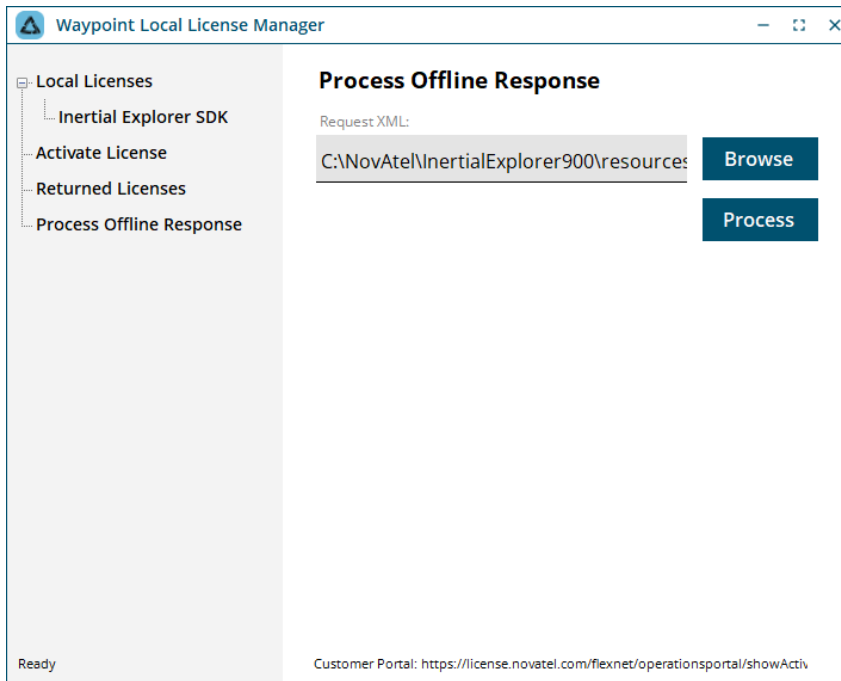 Waypoint Local License Manager
Local Licenses
Inertial Explorer SDK
Activate License
Returned Licenses
Process Offline Response
Process Offline Response
Request XML:
C:\NovAtel\InertialExplorer900\resources
Browse
Process
Ready
Customer Portal: https://license.novatel.com/flexnet/operationsportal/showActiv